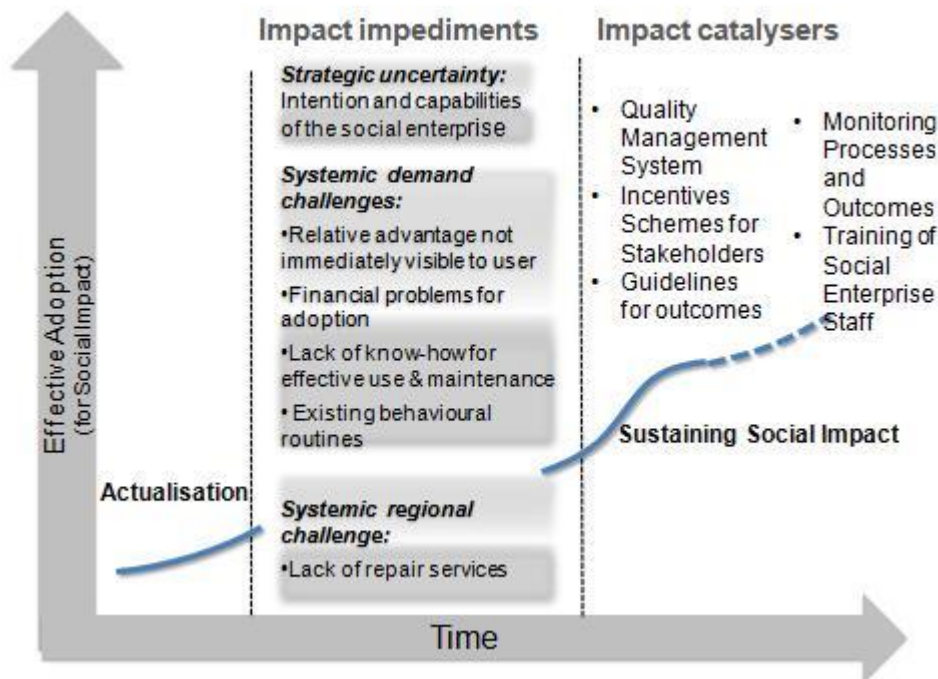 Impact impediments
Impact catalysers
Strategic uncertainty:
Intention and capabilities
of the social enterprise
Systemic demand
challenges:
•Relative advantage not
immediately visible to user
•Financial problems for
adoption
•Lack of know-how for
effective use & maintenance
•Existing behavioural
routines
Systemic regional
challenge:
•Lack of repair services
• Quality
Management
System
• Incentives
Schemes for
Stakeholders
• Guidelines
for outcomes
• Monitoring
Processes
and
Outcomes
• Training of
Social
Enterprise
Staff
Effective Adoption
(for Social Impact)
Actualisation
Sustaining Social Impact
Time